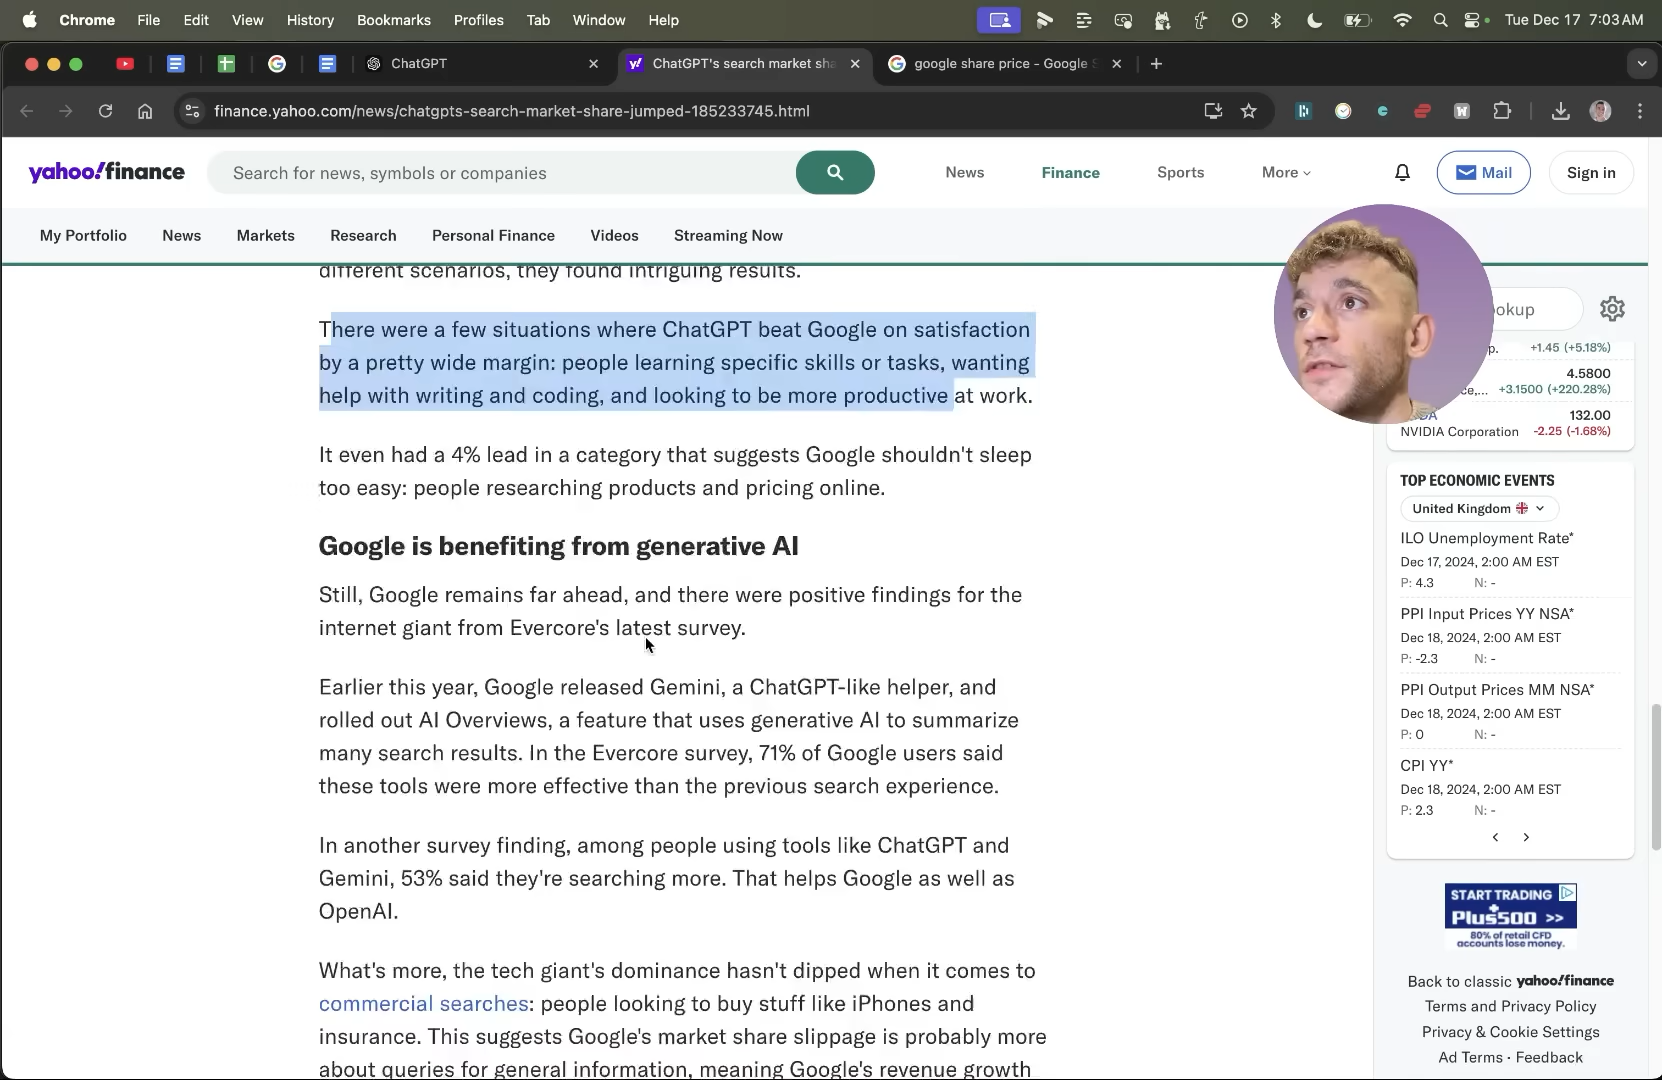 Chrome File Edit View History Bookmarks Profiles Tab Window Help
Tue Dec 17 7:03 AM
ChatGPT
ChatGPT's search market sha
google share price - Google S
finance.yahoo.com/news/chatgpts-search-market-share-jumped-185233745.html
yahoo!finance
Search for news, symbols or companies
News Finance Sports More
Mail
Sign in
My Portfolio News Markets Research Personal Finance Videos Streaming Now
different scenarios, they found intriguing results.
There were a few situations where ChatGPT beat Google on satisfaction
by a pretty wide margin: people learning specific skills or tasks, wanting
help with writing and coding, and looking to be more productive at work.
It even had a 4% lead in a category that suggests Google shouldn't sleep
too easy: people researching products and pricing online.
Google is benefiting from generative AI
Still, Google remains far ahead, and there were positive findings for the
internet giant from Evercore's latest survey.
Earlier this year, Google released Gemini, a ChatGPT-like helper, and
rolled out AI Overviews, a feature that uses generative AI to summarize
many search results. In the Evercore survey, 71% of Google users said
these tools were more effective than the previous search experience.
In another survey finding, among people using tools like ChatGPT and
Gemini, 53% said they're searching more. That helps Google as well as
OpenAI.
What's more, the tech giant's dominance hasn't dipped when it comes to
commercial searches: people looking to buy stuff like iPhones and
insurance. This suggests Google's market share slippage is probably more
about queries for general information, meaning Google's revenue growth
ookup
p. +1.45 (+5.18%)
4.5800
ce,... +3.1500 (+220.28%)
132.00
NVIDIA Corporation -2.25 (-1.68%)
TOP ECONOMIC EVENTS
United Kingdom
ILO Unemployment Rate*
Dec 17, 2024, 2:00 AM EST
P: 4.3 N: -
PPI Input Prices YY NSA*
Dec 18, 2024, 2:00 AM EST
P: -2.3 N: -
PPI Output Prices MM NSA*
Dec 18, 2024, 2:00 AM EST
P: 0 N: -
CPI YY*
Dec 18, 2024, 2:00 AM EST
P: 2.3 N: -
START TRADING
+
Plus500 >>
80% of retail CFD
accounts lose money.
Back to classic yahoo!finance
Terms and Privacy Policy
Privacy & Cookie Settings
Ad Terms · Feedback